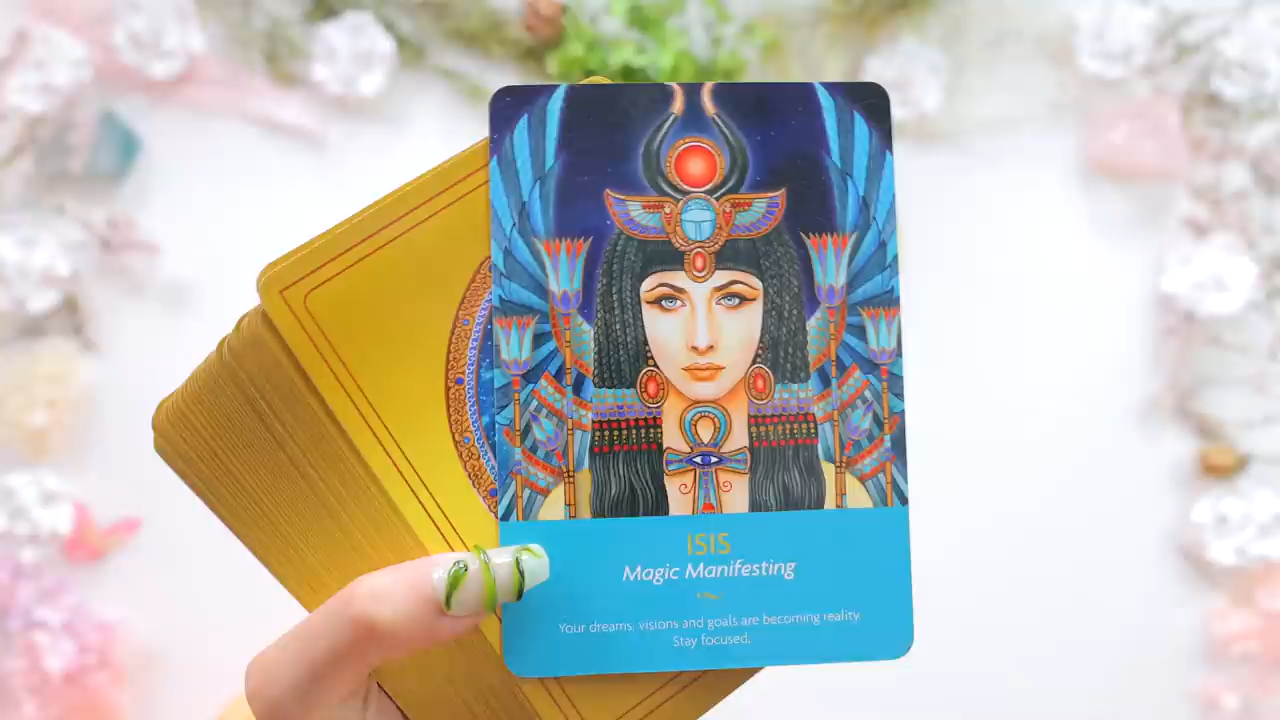 ISIS
Magic Manifesting
Your dreams, visions and goals are becoming reality.
Stay focused.